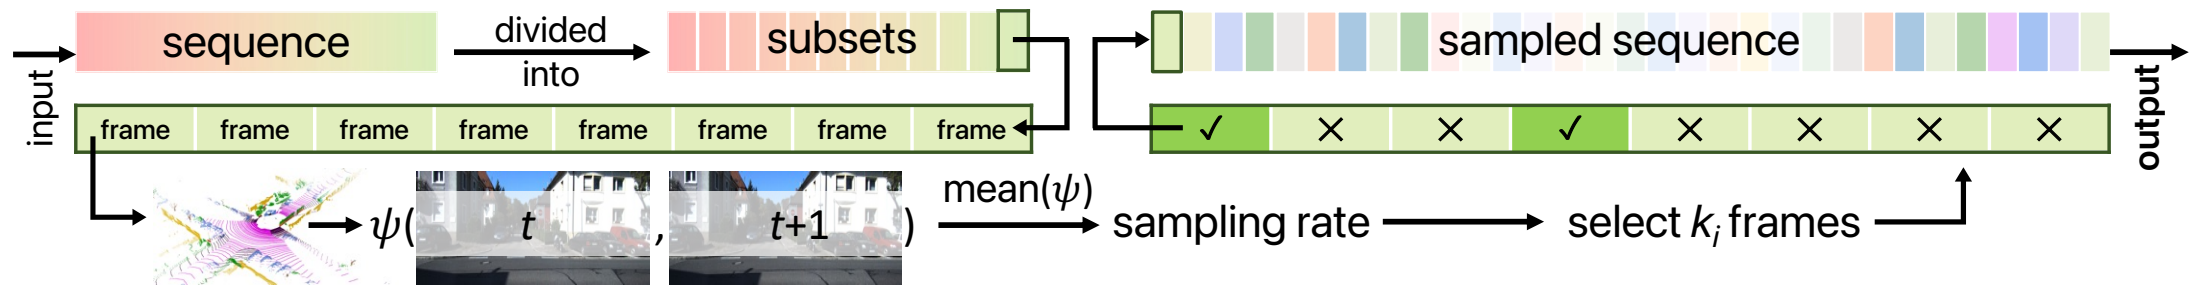 input
sequence
divided
into
subsets
sampled sequence
output
frame frame frame frame frame frame frame frame
✓ × × ✓ × × × ×
ψ( t , t+1 )
mean(ψ)
sampling rate
select kᵢ frames